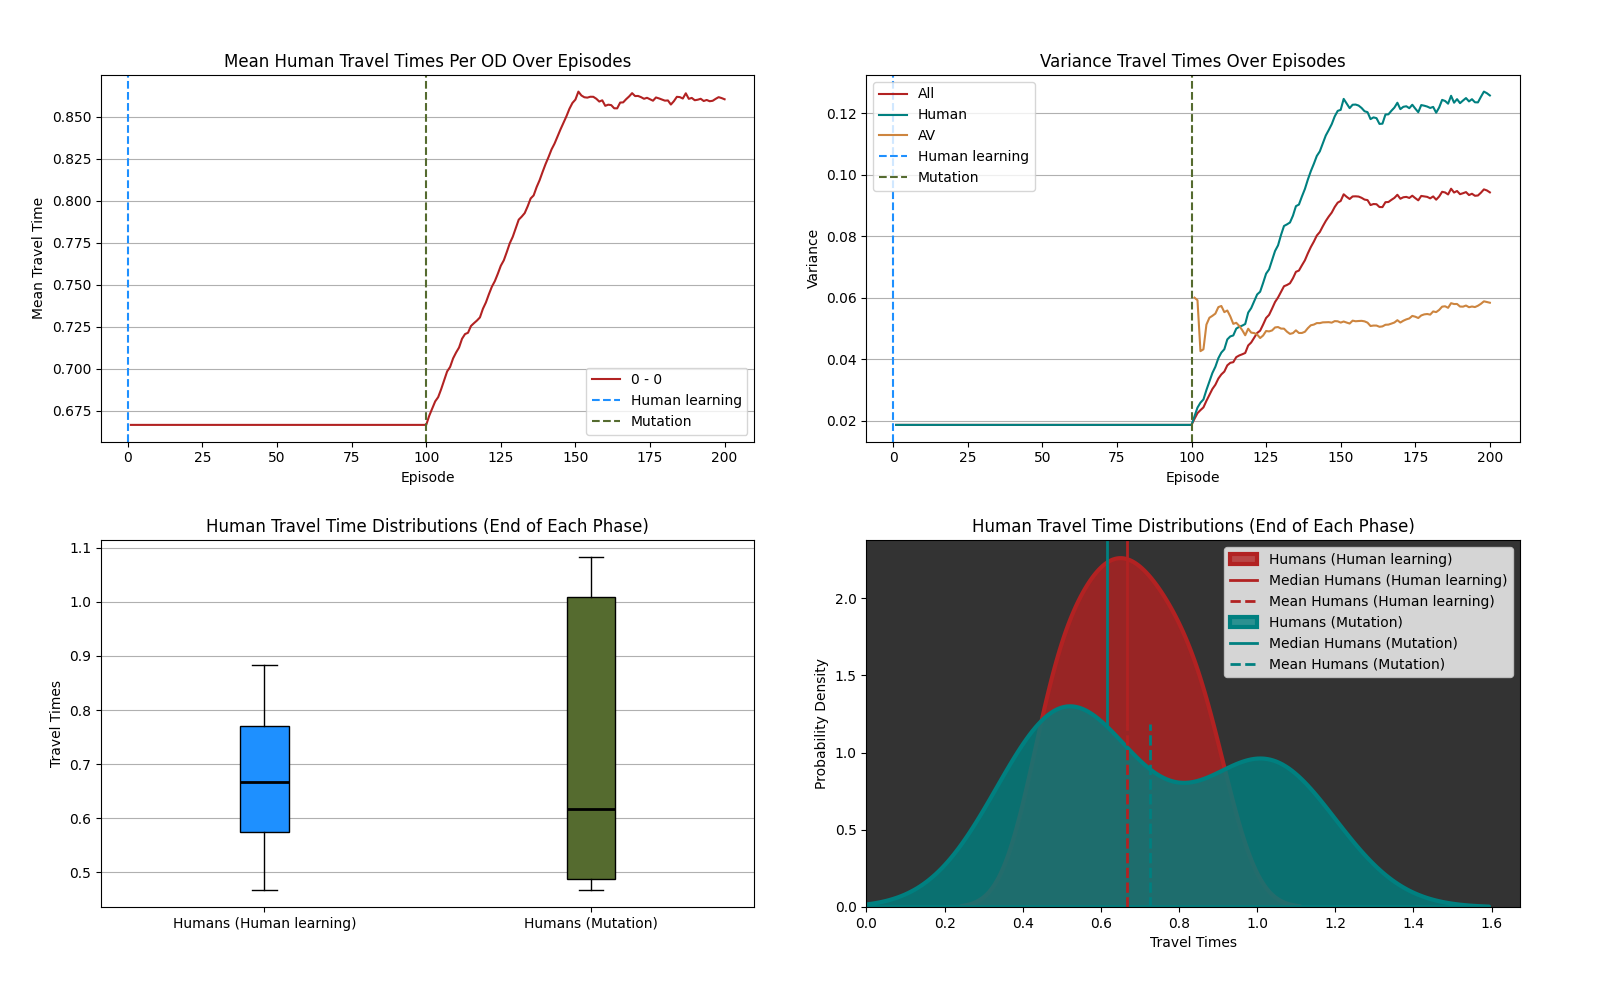 Mean Human Travel Times Per OD Over Episodes
Mean Travel Time
0.850
0.825
0.800
0.775
0.750
0.725
0.700
0.675
0 - 0
Human learning
Mutation
0 25 50 75 100 125 150 175 200
Episode
Variance Travel Times Over Episodes
Variance
0.12
0.10
0.08
0.06
0.04
0.02
All
Human
AV
Human learning
Mutation
0 25 50 75 100 125 150 175 200
Episode
Human Travel Time Distributions (End of Each Phase)
Travel Times
1.1
1.0
0.9
0.8
0.7
0.6
0.5
Humans (Human learning) Humans (Mutation)
Human Travel Time Distributions (End of Each Phase)
Probability Density
2.0
1.5
1.0
0.5
0.0
Humans (Human learning)
Median Humans (Human learning)
Mean Humans (Human learning)
Humans (Mutation)
Median Humans (Mutation)
Mean Humans (Mutation)
0.0 0.2 0.4 0.6 0.8 1.0 1.2 1.4 1.6
Travel Times